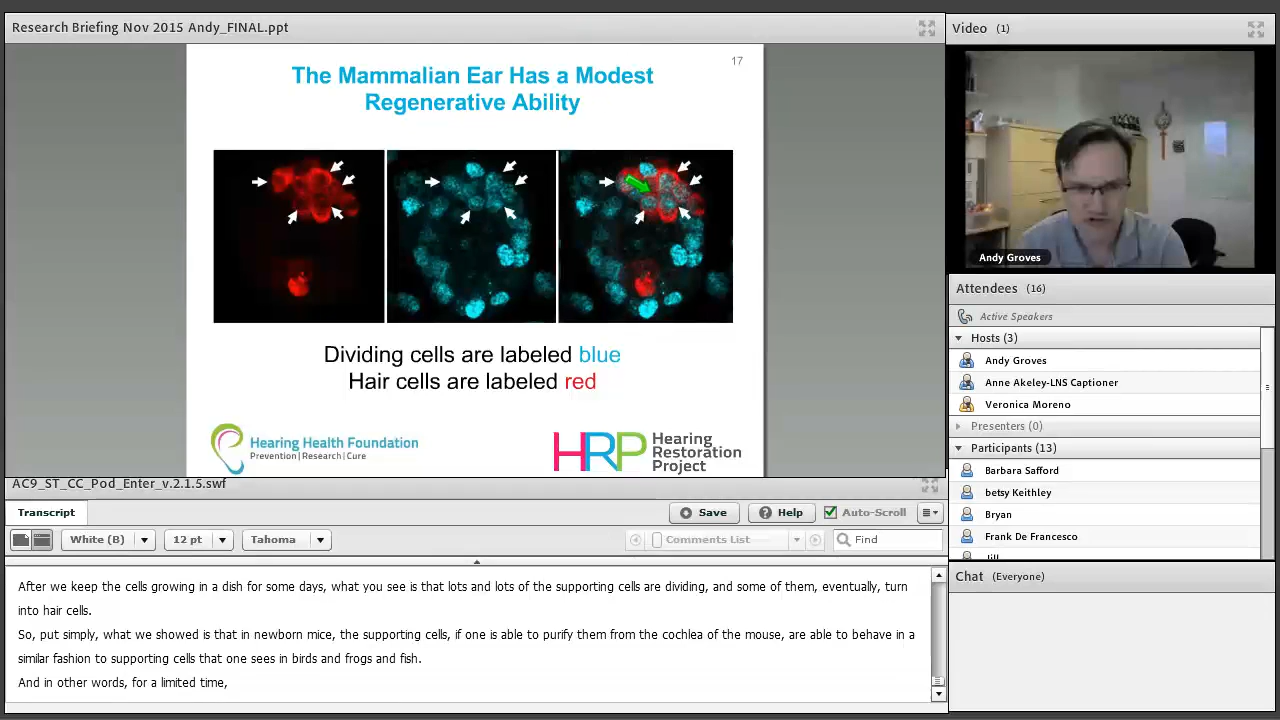 Research Briefing Nov 2015 Andy_FINAL.ppt
17
The Mammalian Ear Has a Modest
Regenerative Ability
Dividing cells are labeled blue
Hair cells are labeled red
Hearing Health Foundation
Prevention|Research|Cure
HRP Hearing
Restoration
Project
Video (1)
Andy Groves
Attendees (16)
Active Speakers
Hosts (3)
Andy Groves
Anne Akeley-LNS Captioner
Veronica Moreno
Presenters (0)
Participants (13)
Barbara Safford
betsy Keithley
Bryan
Frank De Francesco
Jill
Chat (Everyone)
AC9_ST_CC_Pod_Enter_v.2.1.5.swf
Transcript
Save
Help
Auto-Scroll
White (B)
12 pt
Tahoma
Comments List
Find
After we keep the cells growing in a dish for some days, what you see is that lots and lots of the supporting cells are dividing, and some of them, eventually, turn
into hair cells.
So, put simply, what we showed is that in newborn mice, the supporting cells, if one is able to purify them from the cochlea of the mouse, are able to behave in a
similar fashion to supporting cells that one sees in birds and frogs and fish.
And in other words, for a limited time,